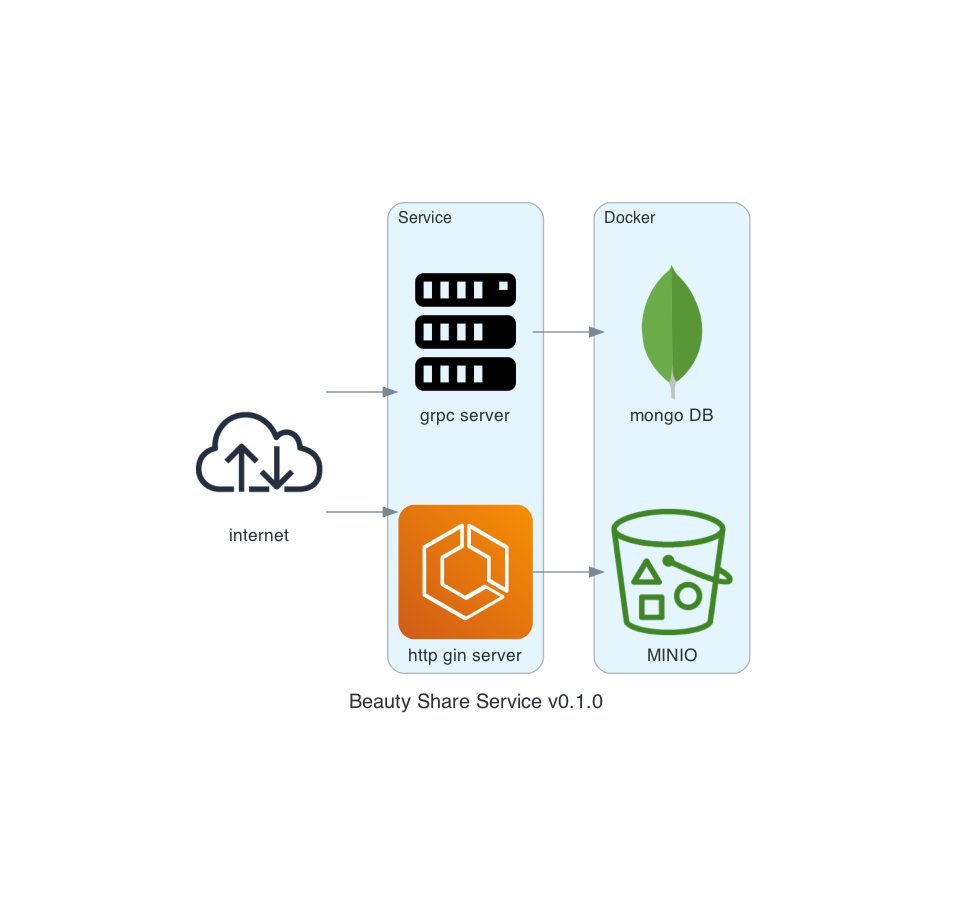 Service
Docker
grpc server
mongo DB
internet
http gin server
MINIO
Beauty Share Service v0.1.0